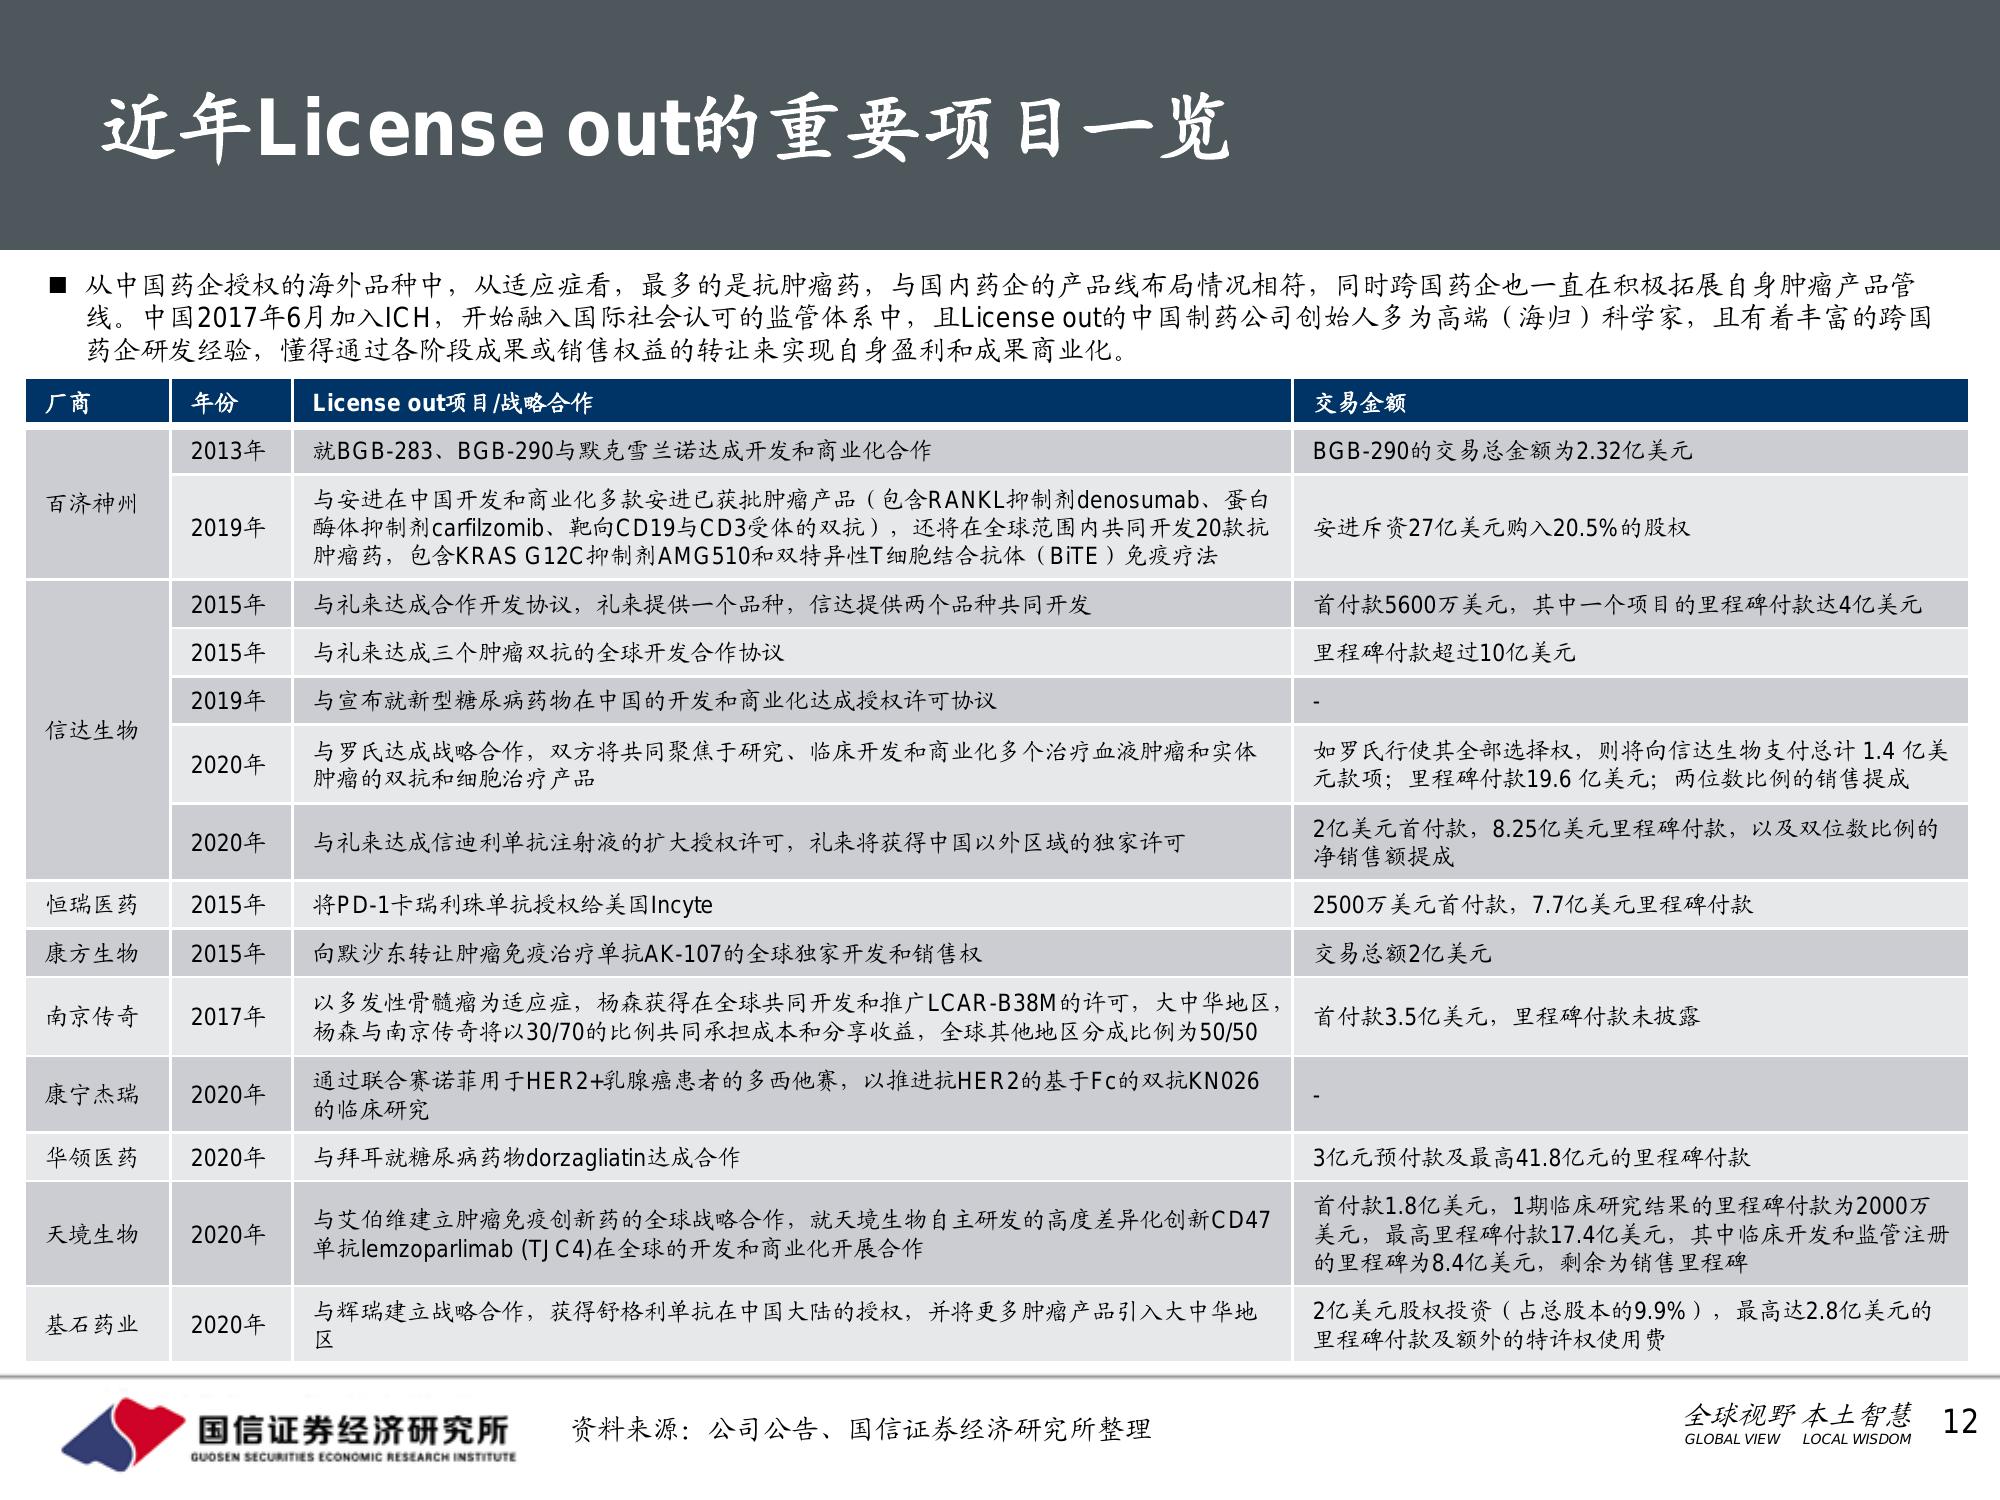 近年License out的重要项目一览
■ 从中国药企授权的海外品种中，从适应症看，最多的是抗肿瘤药，与国内药企的产品线布局情况相符，同时跨国药企也一直在积极拓展自身肿瘤产品管
线。中国2017年6月加入ICH，开始融入国际社会认可的监管体系中，且License out的中国制药公司创始人多为高端（海归）科学家，且有着丰富的跨国
药企研发经验，懂得通过各阶段成果或销售权益的转让来实现自身盈利和成果商业化。
厂商 年份 License out项目/战略合作 交易金额
百济神州
2013年 就BGB-283、BGB-290与默克雪兰诺达成开发和商业化合作 BGB-290的交易总金额为2.32亿美元
2019年
与安进在中国开发和商业化多款安进已获批肿瘤产品（包含RANKL抑制剂denosumab、蛋白
酶体抑制剂carfilzomib、靶向CD19与CD3受体的双抗），还将在全球范围内共同开发20款抗
肿瘤药，包含KRAS G12C抑制剂AMG510和双特异性T细胞结合抗体（BiTE）免疫疗法
安进斥资27亿美元购入20.5%的股权
信达生物
2015年 与礼来达成合作开发协议，礼来提供一个品种，信达提供两个品种共同开发 首付款5600万美元，其中一个项目的里程碑付款达4亿美元
2015年 与礼来达成三个肿瘤双抗的全球开发合作协议 里程碑付款超过10亿美元
2019年 与宣布就新型糖尿病药物在中国的开发和商业化达成授权许可协议 -
2020年
与罗氏达成战略合作，双方将共同聚焦于研究、临床开发和商业化多个治疗血液肿瘤和实体
肿瘤的双抗和细胞治疗产品
如罗氏行使其全部选择权，则将向信达生物支付总计 1.4 亿美
元款项；里程碑付款19.6 亿美元；两位数比例的销售提成
2020年 与礼来达成信迪利单抗注射液的扩大授权许可，礼来将获得中国以外区域的独家许可
2亿美元首付款，8.25亿美元里程碑付款，以及双位数比例的
净销售额提成
恒瑞医药 2015年 将PD-1卡瑞利珠单抗授权给美国Incyte 2500万美元首付款，7.7亿美元里程碑付款
康方生物 2015年 向默沙东转让肿瘤免疫治疗单抗AK-107的全球独家开发和销售权 交易总额2亿美元
南京传奇 2017年
以多发性骨髓瘤为适应症，杨森获得在全球共同开发和推广LCAR-B38M的许可，大中华地区，
杨森与南京传奇将以30/70的比例共同承担成本和分享收益，全球其他地区分成比例为50/50
首付款3.5亿美元，里程碑付款未披露
康宁杰瑞 2020年
通过联合赛诺菲用于HER2+乳腺癌患者的多西他赛，以推进抗HER2的基于Fc的双抗KN026
的临床研究
-
华领医药 2020年 与拜耳就糖尿病药物dorzagliatin达成合作 3亿元预付款及最高41.8亿元的里程碑付款
天境生物 2020年
与艾伯维建立肿瘤免疫创新药的全球战略合作，就天境生物自主研发的高度差异化创新CD47
单抗lemzoparlimab (TJC4)在全球的开发和商业化开展合作
首付款1.8亿美元，1期临床研究结果的里程碑付款为2000万
美元，最高里程碑付款17.4亿美元，其中临床开发和监管注册
的里程碑为8.4亿美元，剩余为销售里程碑
基石药业 2020年
与辉瑞建立战略合作，获得舒格利单抗在中国大陆的授权，并将更多肿瘤产品引入大中华地
区
2亿美元股权投资（占总股本的9.9%），最高达2.8亿美元的
里程碑付款及额外的特许权使用费
国信证券经济研究所
GUOSEN SECURITIES ECONOMIC RESEARCH INSTITUTE
资料来源：公司公告、国信证券经济研究所整理
全球视野 本土智慧
GLOBAL VIEW LOCAL WISDOM
12